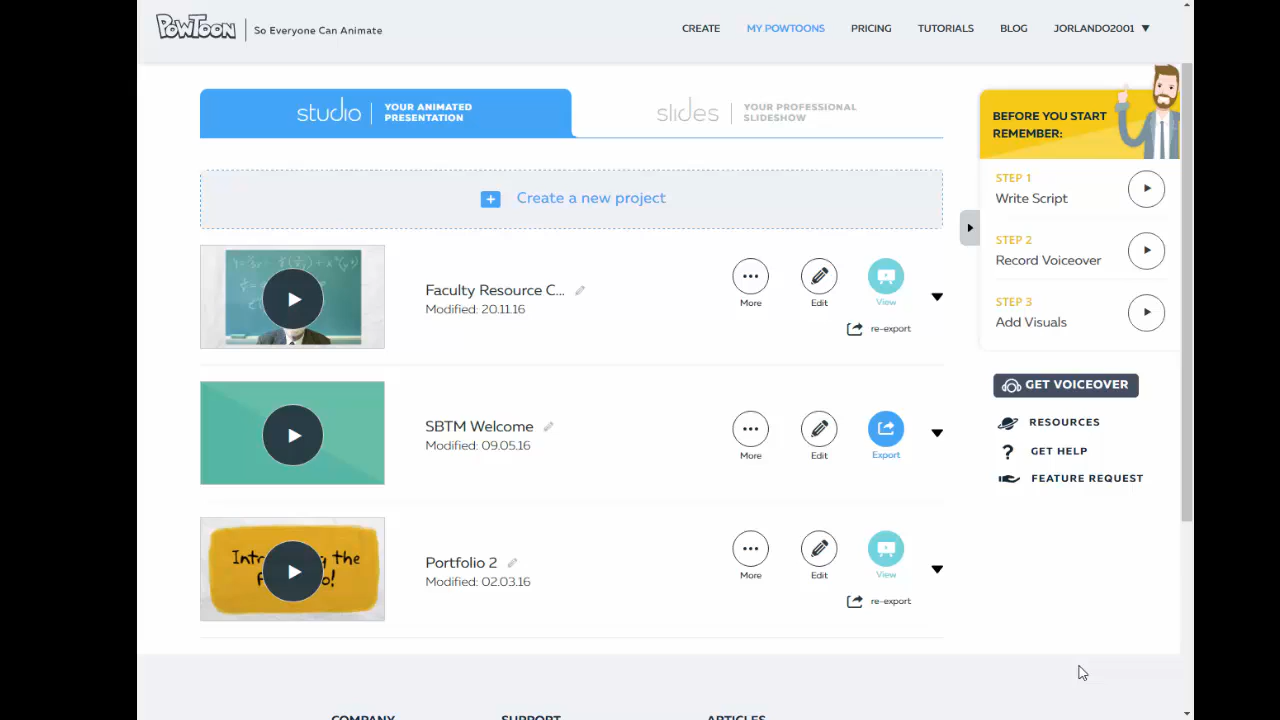 POWTOON
So Everyone Can Animate
CREATE
MY POWTOONS
PRICING
TUTORIALS
BLOG
JORLANDO2001
studio
YOUR ANIMATED
PRESENTATION
slides
YOUR PROFESSIONAL
SLIDESHOW
Create a new project
Faculty Resource C...
Modified: 20.11.16
More
Edit
View
re-export
SBTM Welcome
Modified: 09.05.16
More
Edit
Export
the
Portfolio 2
Modified: 02.03.16
More
Edit
View
re-export
BEFORE YOU START
REMEMBER:
STEP 1
Write Script
STEP 2
Record Voiceover
STEP 3
Add Visuals
GET VOICEOVER
RESOURCES
? GET HELP
FEATURE REQUEST
COMPANY
SUPPORT
ARTICLES